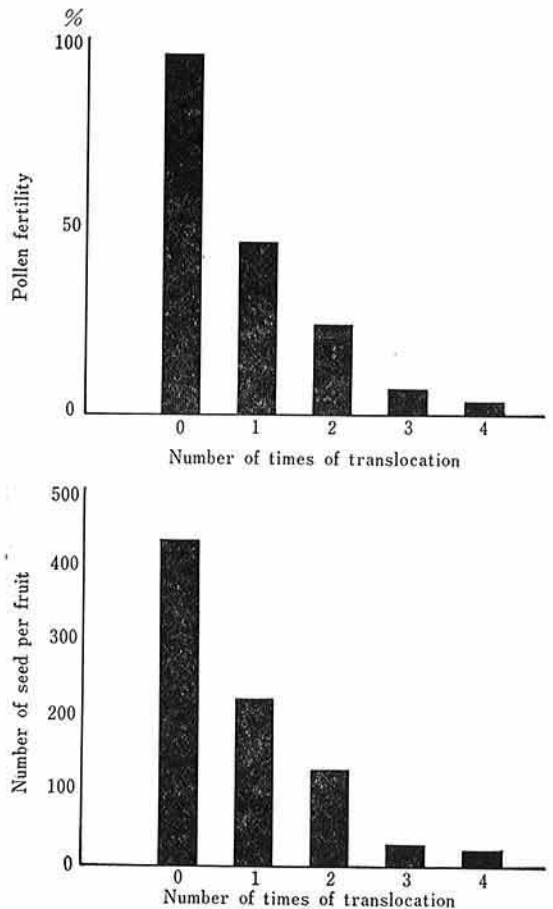 %
100
50
0
Pollen fertility
0 1 2 3 4
Number of times of translocation
500
400
300
200
100
0
Number of seed per fruit
0 1 2 3 4
Number of times of translocation